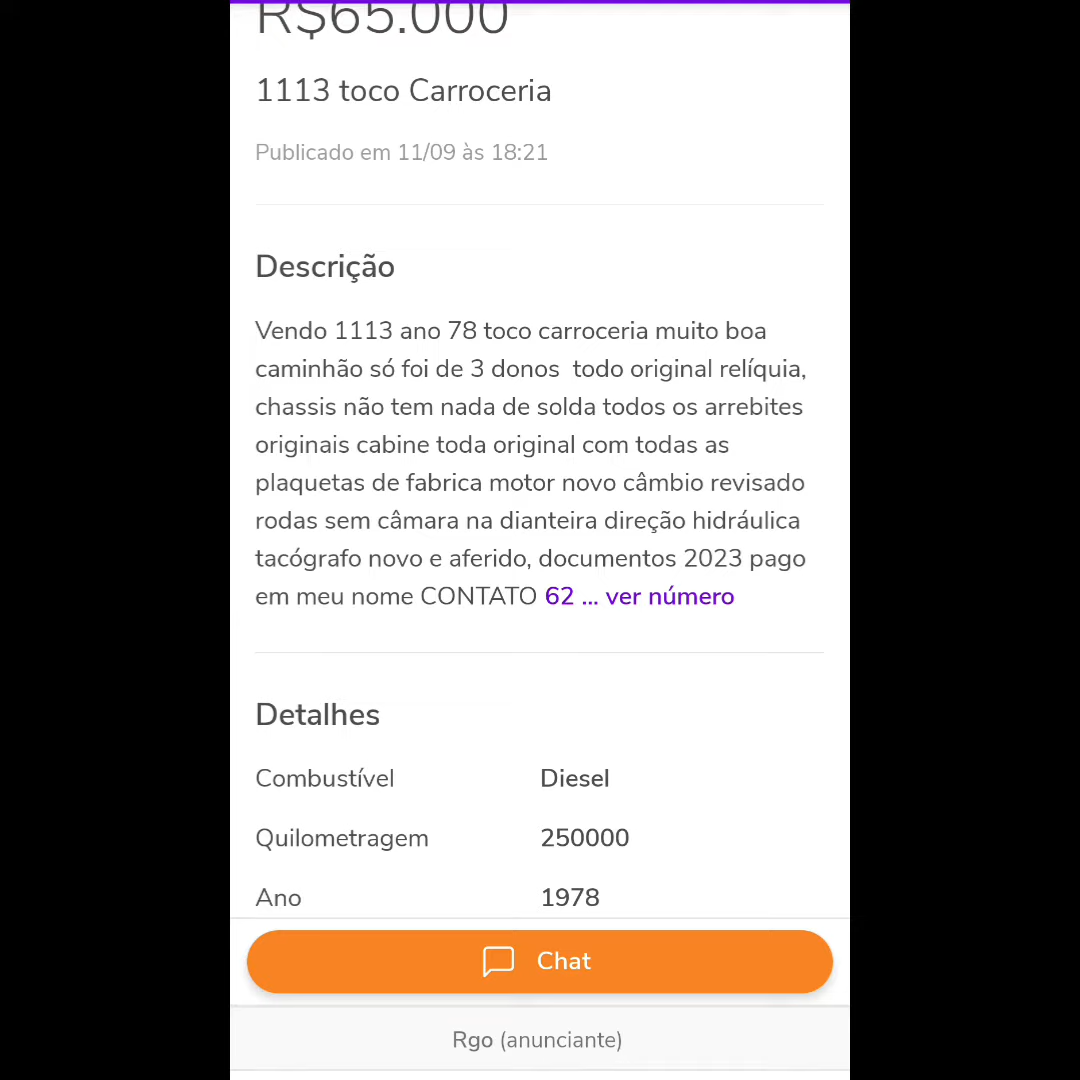 R$65.000
1113 toco Carroceria
Publicado em 11/09 às 18:21
Descrição
Vendo 1113 ano 78 toco carroceria muito boa
caminhão só foi de 3 donos  todo original relíquia,
chassis não tem nada de solda todos os arrebites
originais cabine toda original com todas as
plaquetas de fabrica motor novo câmbio revisado
rodas sem câmara na dianteira direção hidráulica
tacógrafo novo e aferido, documentos 2023 pago
em meu nome CONTATO 62 ... ver número
Detalhes
Combustível Diesel
Quilometragem 250000
Ano 1978
Chat
Rgo (anunciante)